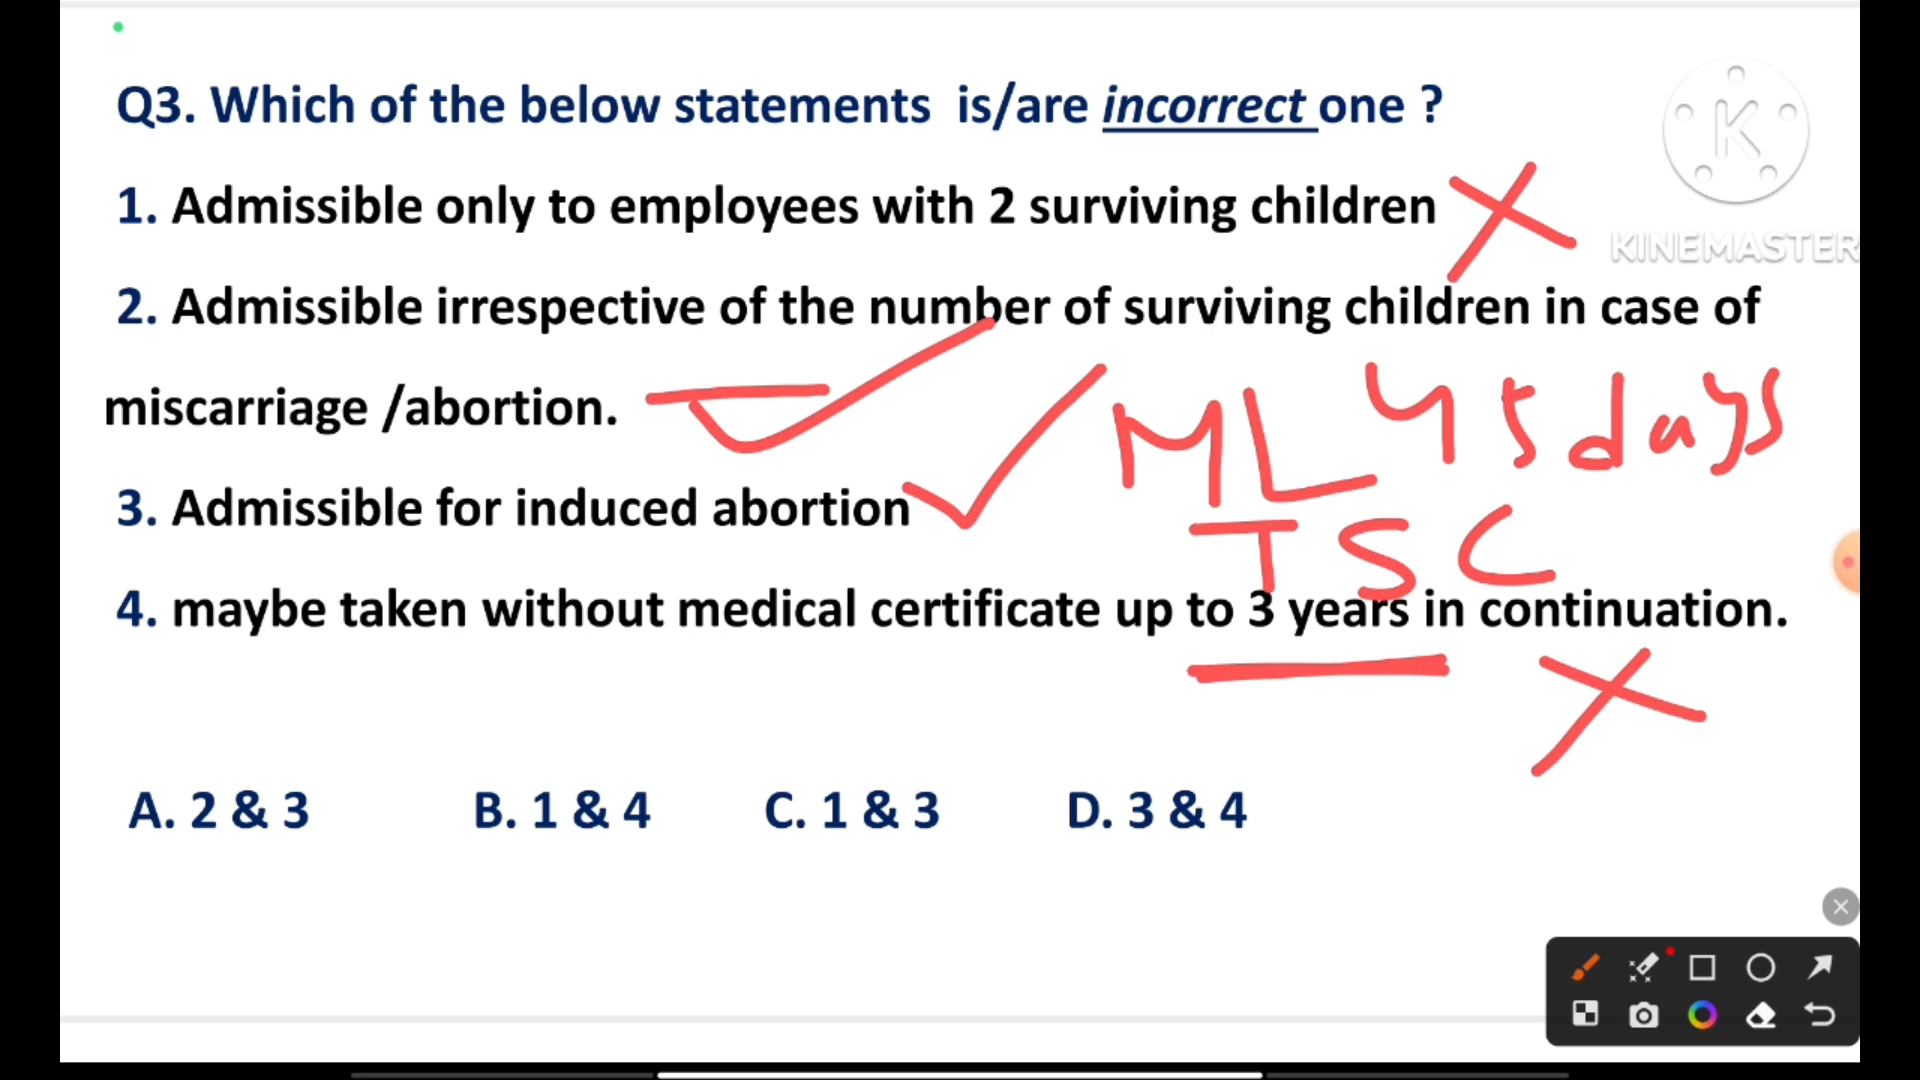 Q3. Which of the below statements is/are incorrect one ?
1. Admissible only to employees with 2 surviving children
K
KINEMASTER
2. Admissible irrespective of the number of surviving children in case of
miscarriage /abortion.
ML 45 days
3. Admissible for induced abortion
TSC
4. maybe taken without medical certificate up to 3 years in continuation.
A. 2 & 3 B. 1 & 4 C. 1 & 3 D. 3 & 4